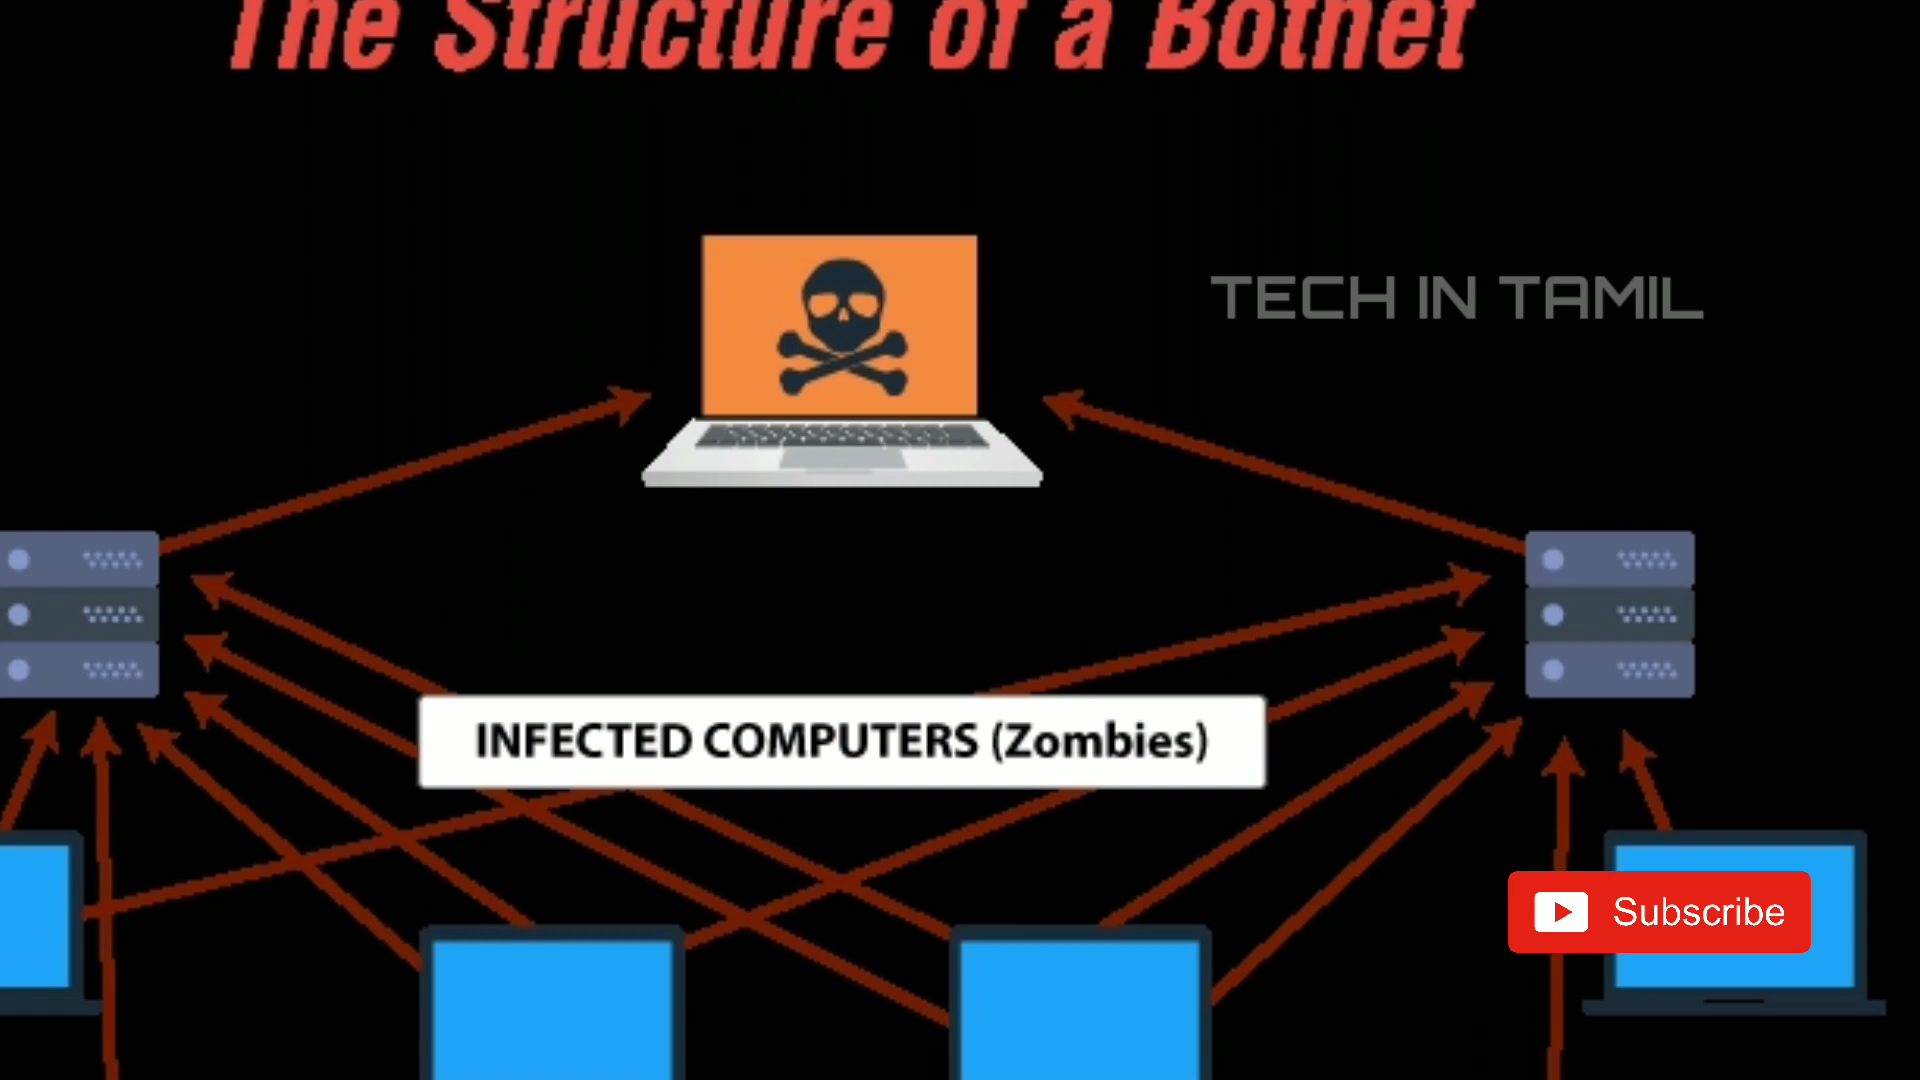 The Structure of a Botnet
TECH IN TAMIL
INFECTED COMPUTERS (Zombies)
Subscribe